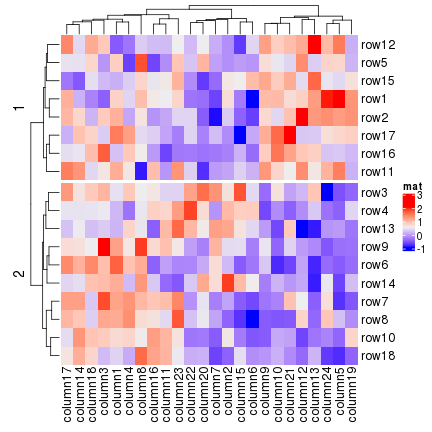 1
2
row12
row5
row15
row1
row2
row17
row16
row11
row3
row4
row13
row9
row6
row14
row7
row8
row10
row18
mat
3
2
1
0
-1
column17
column14
column18
column3
column1
column4
column8
column16
column11
column23
column22
column20
column7
column2
column15
column6
column9
column10
column21
column12
column13
column24
column5
column19